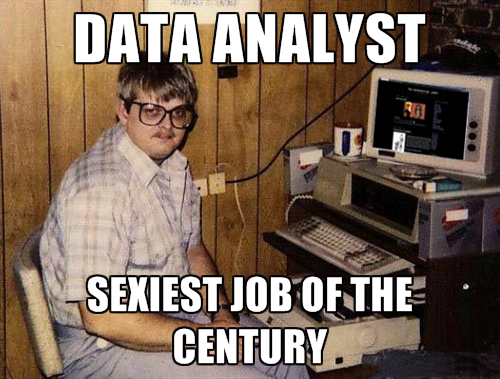 DATA ANALYST
SEXIEST JOB OF THE
CENTURY